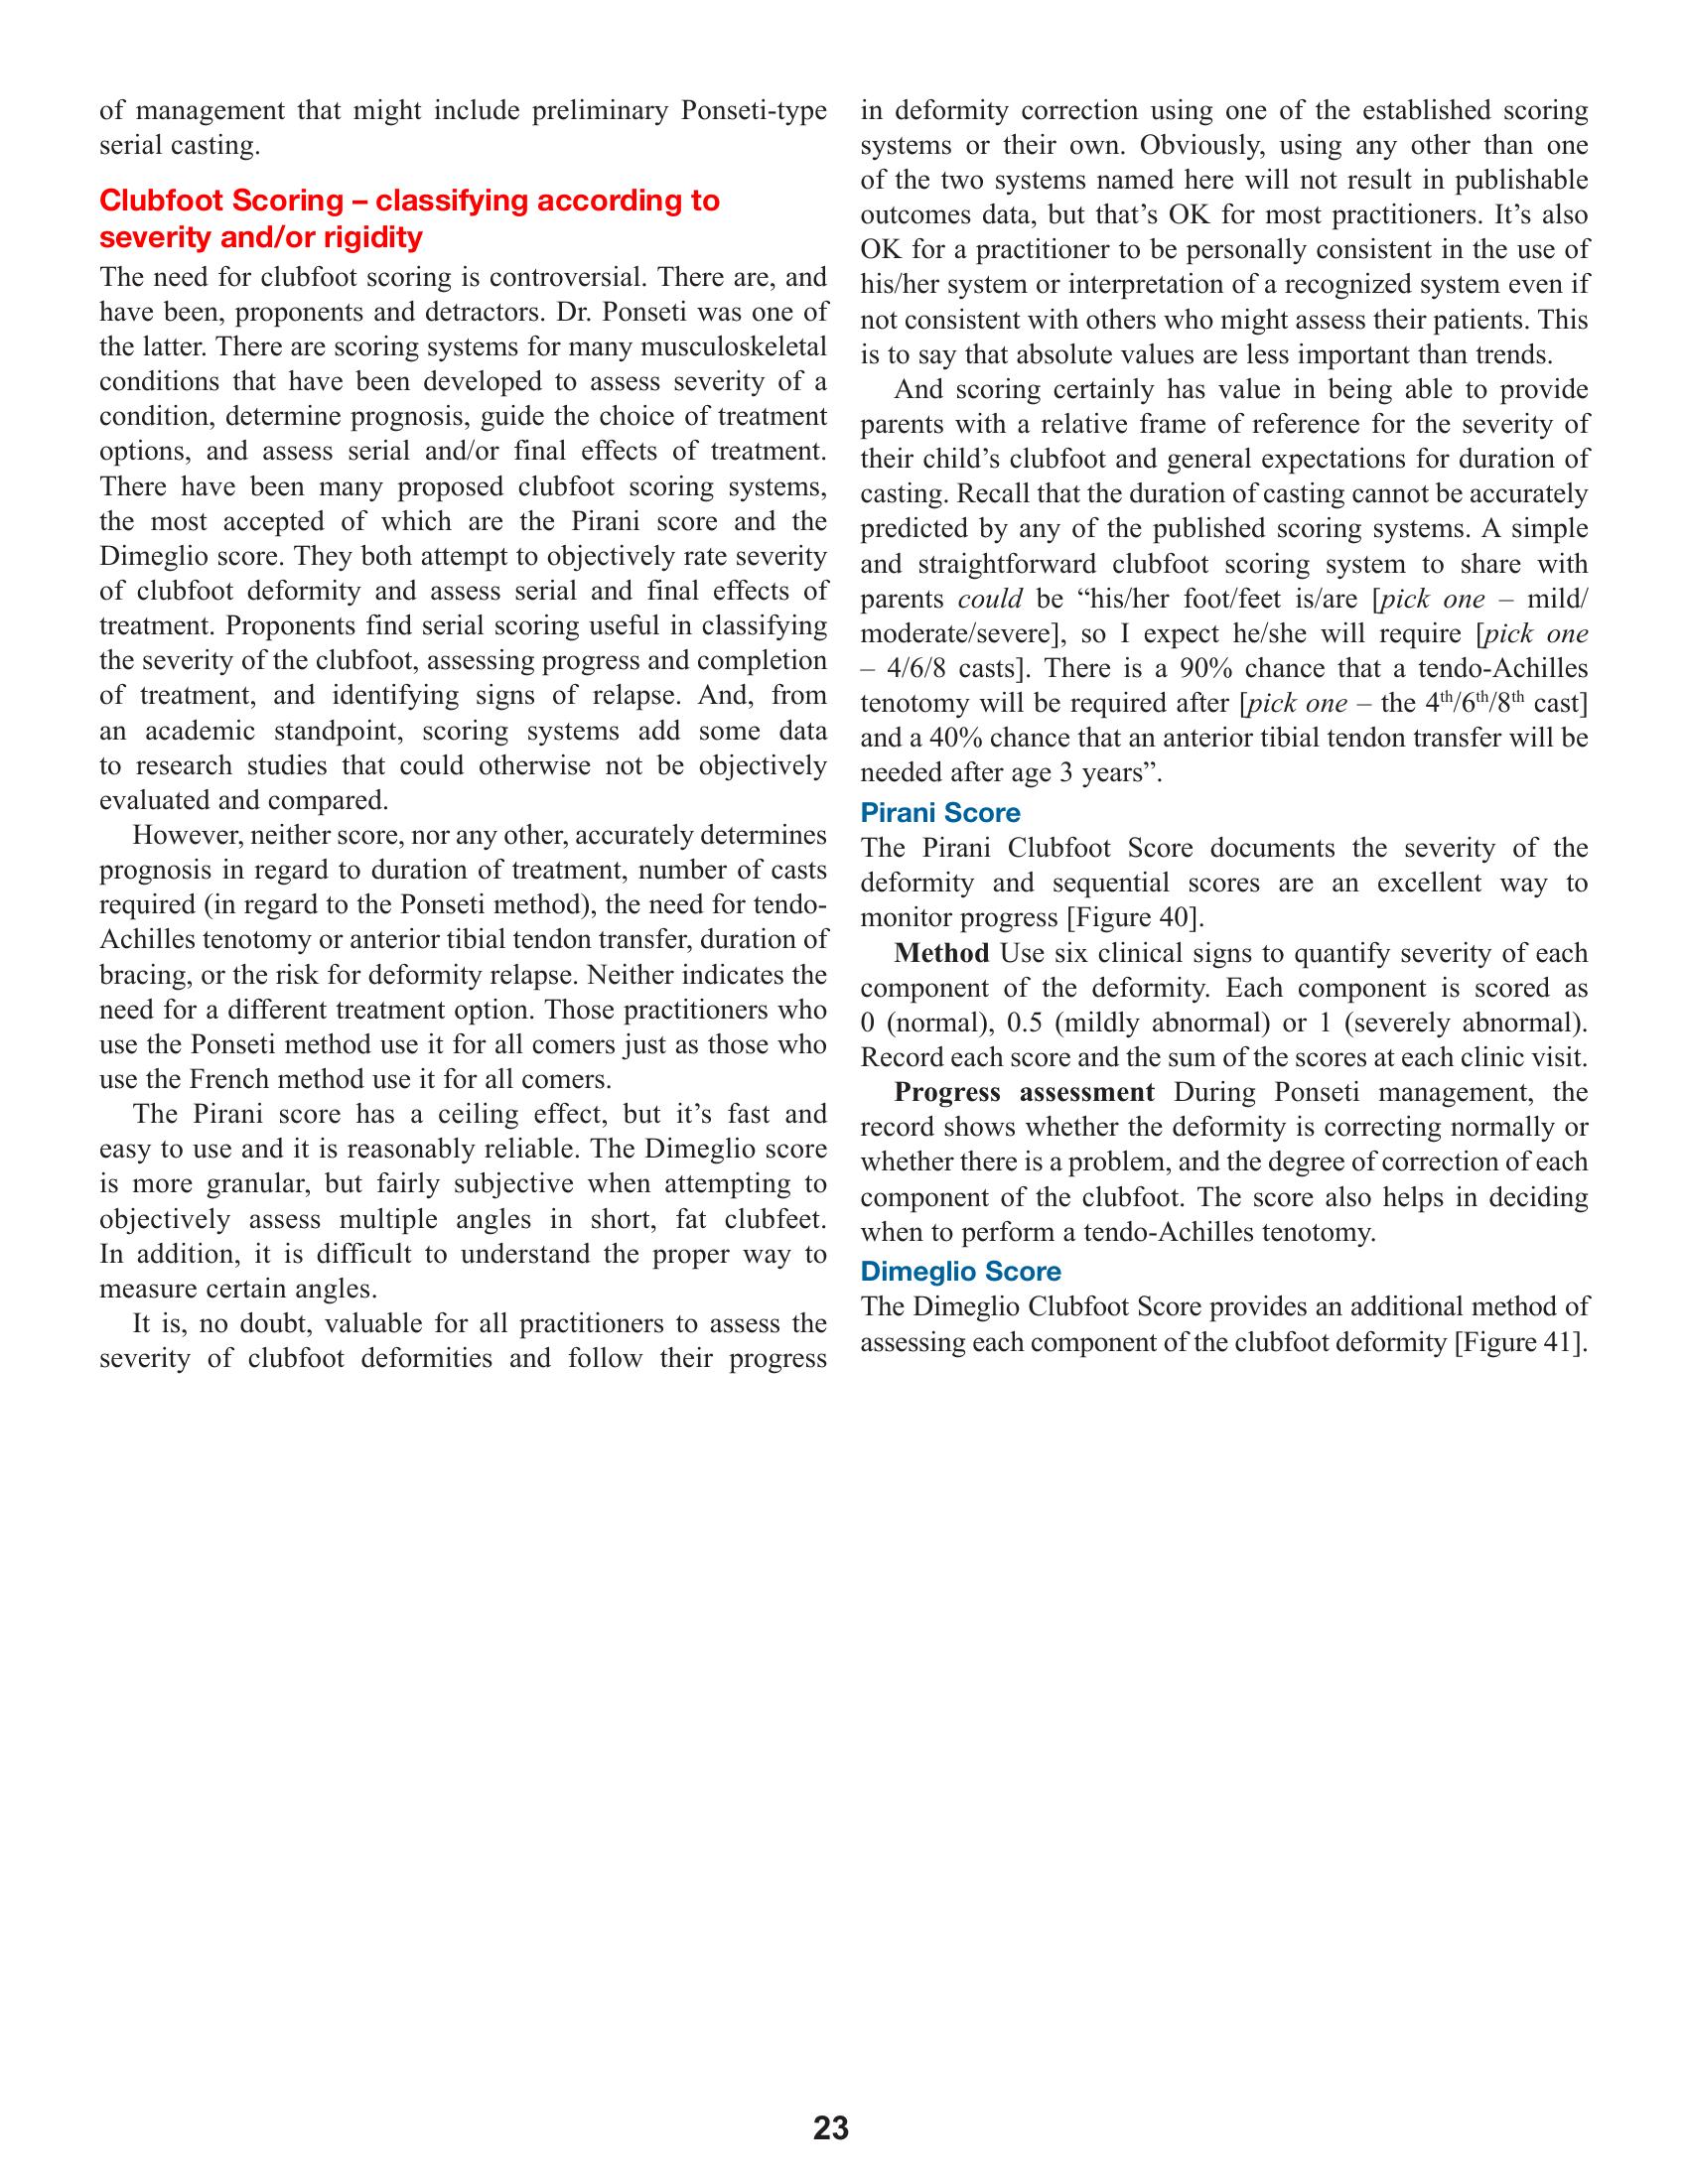 of management that might include preliminary Ponseti-type
serial casting.
Clubfoot Scoring – classifying according to
severity and/or rigidity
The need for clubfoot scoring is controversial. There are, and
have been, proponents and detractors. Dr. Ponseti was one of
the latter. There are scoring systems for many musculoskeletal
conditions that have been developed to assess severity of a
condition, determine prognosis, guide the choice of treatment
options, and assess serial and/or final effects of treatment.
There have been many proposed clubfoot scoring systems,
the most accepted of which are the Pirani score and the
Dimeglio score. They both attempt to objectively rate severity
of clubfoot deformity and assess serial and final effects of
treatment. Proponents find serial scoring useful in classifying
the severity of the clubfoot, assessing progress and completion
of treatment, and identifying signs of relapse. And, from
an academic standpoint, scoring systems add some data
to research studies that could otherwise not be objectively
evaluated and compared.
However, neither score, nor any other, accurately determines
prognosis in regard to duration of treatment, number of casts
required (in regard to the Ponseti method), the need for tendo-
Achilles tenotomy or anterior tibial tendon transfer, duration of
bracing, or the risk for deformity relapse. Neither indicates the
need for a different treatment option. Those practitioners who
use the Ponseti method use it for all comers just as those who
use the French method use it for all comers.
The Pirani score has a ceiling effect, but it’s fast and
easy to use and it is reasonably reliable. The Dimeglio score
is more granular, but fairly subjective when attempting to
objectively assess multiple angles in short, fat clubfeet.
In addition, it is difficult to understand the proper way to
measure certain angles.
It is, no doubt, valuable for all practitioners to assess the
severity of clubfoot deformities and follow their progress
in deformity correction using one of the established scoring
systems or their own. Obviously, using any other than one
of the two systems named here will not result in publishable
outcomes data, but that’s OK for most practitioners. It’s also
OK for a practitioner to be personally consistent in the use of
his/her system or interpretation of a recognized system even if
not consistent with others who might assess their patients. This
is to say that absolute values are less important than trends.
And scoring certainly has value in being able to provide
parents with a relative frame of reference for the severity of
their child’s clubfoot and general expectations for duration of
casting. Recall that the duration of casting cannot be accurately
predicted by any of the published scoring systems. A simple
and straightforward clubfoot scoring system to share with
parents could be “his/her foot/feet is/are [pick one – mild/
moderate/severe], so I expect he/she will require [pick one
– 4/6/8 casts]. There is a 90% chance that a tendo-Achilles
tenotomy will be required after [pick one – the 4th/6th/8th cast]
and a 40% chance that an anterior tibial tendon transfer will be
needed after age 3 years”.
Pirani Score
The Pirani Clubfoot Score documents the severity of the
deformity and sequential scores are an excellent way to
monitor progress [Figure 40].
Method Use six clinical signs to quantify severity of each
component of the deformity. Each component is scored as
0 (normal), 0.5 (mildly abnormal) or 1 (severely abnormal).
Record each score and the sum of the scores at each clinic visit.
Progress assessment During Ponseti management, the
record shows whether the deformity is correcting normally or
whether there is a problem, and the degree of correction of each
component of the clubfoot. The score also helps in deciding
when to perform a tendo-Achilles tenotomy.
Dimeglio Score
The Dimeglio Clubfoot Score provides an additional method of
assessing each component of the clubfoot deformity [Figure 41].
23